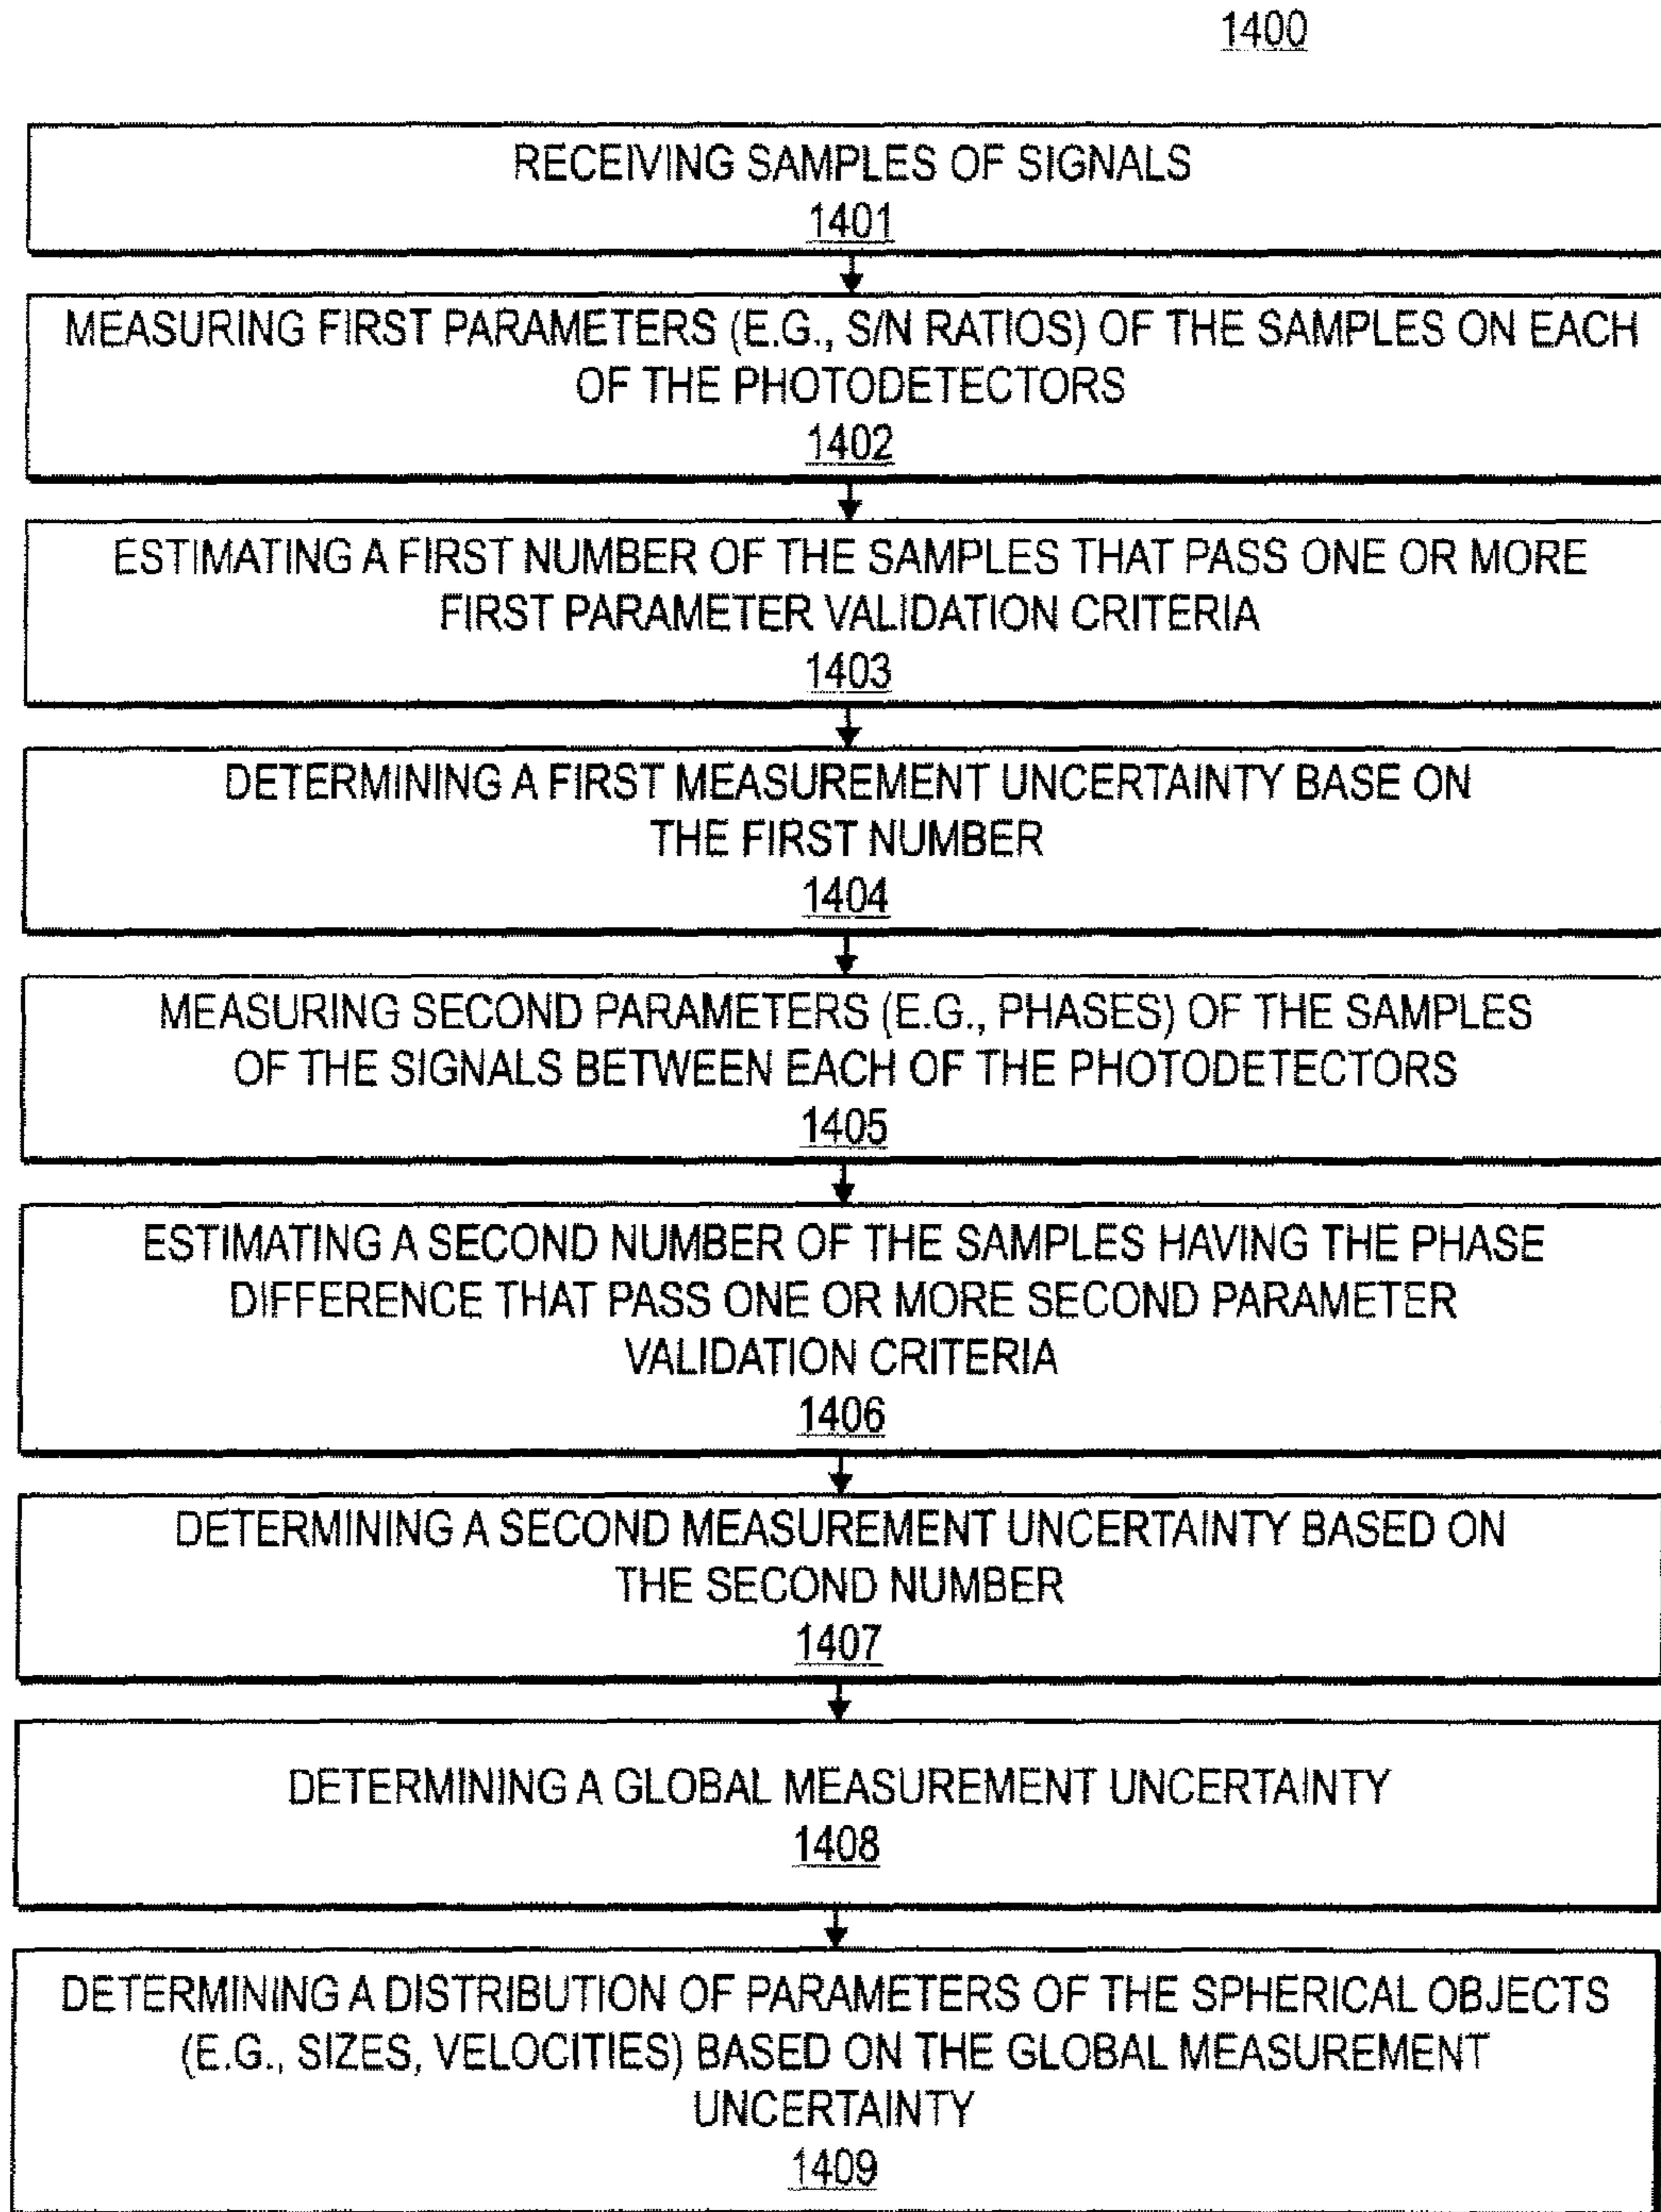 1400
RECEIVING SAMPLES OF SIGNALS
1401
MEASURING FIRST PARAMETERS (E.G., S/N RATIOS) OF THE SAMPLES ON EACH
OF THE PHOTODETECTORS
1402
ESTIMATING A FIRST NUMBER OF THE SAMPLES THAT PASS ONE OR MORE
FIRST PARAMETER VALIDATION CRITERIA
1403
DETERMINING A FIRST MEASUREMENT UNCERTAINTY BASE ON
THE FIRST NUMBER
1404
MEASURING SECOND PARAMETERS (E.G., PHASES) OF THE SAMPLES
OF THE SIGNALS BETWEEN EACH OF THE PHOTODETECTORS
1405
ESTIMATING A SECOND NUMBER OF THE SAMPLES HAVING THE PHASE
DIFFERENCE THAT PASS ONE OR MORE SECOND PARAMETER
VALIDATION CRITERIA
1406
DETERMINING A SECOND MEASUREMENT UNCERTAINTY BASED ON
THE SECOND NUMBER
1407
DETERMINING A GLOBAL MEASUREMENT UNCERTAINTY
1408
DETERMINING A DISTRIBUTION OF PARAMETERS OF THE SPHERICAL OBJECTS
(E.G., SIZES, VELOCITIES) BASED ON THE GLOBAL MEASUREMENT
UNCERTAINTY
1409